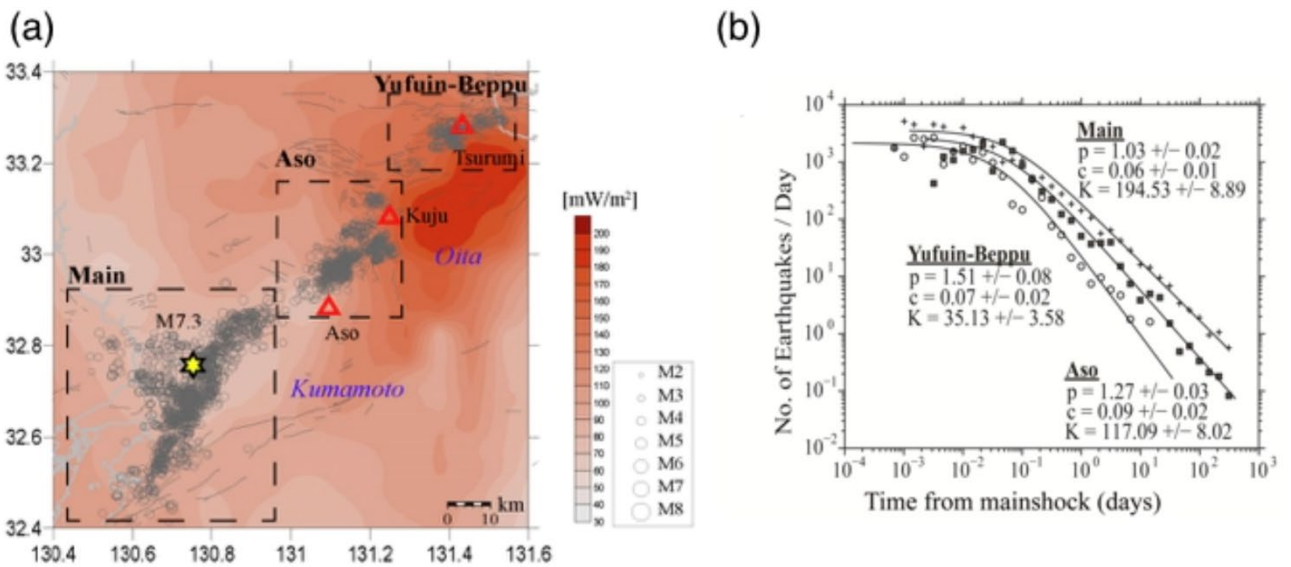 (a)
33.4
33.2
33
32.8
32.6
32.4
130.4
130.6
130.8
131
131.2
131.4
131.6
Yufuin-Beppu
Tsurumi
Aso
Kuju
Oita
Main
M7.3
Aso
Kumamoto
km
0 10
[mW/m²]
200
190
180
170
160
150
140
130
120
110
100
90
80
70
60
50
40
30
M2
M3
M4
M5
M6
M7
M8
(b)
No. of Earthquakes / Day
10⁴
10³
10²
10¹
10⁰
10⁻¹
10⁻²
Main
p = 1.03 +/− 0.02
c = 0.06 +/− 0.01
K = 194.53 +/− 8.89
Yufuin-Beppu
p = 1.51 +/− 0.08
c = 0.07 +/− 0.02
K = 35.13 +/− 3.58
Aso
p = 1.27 +/− 0.03
c = 0.09 +/− 0.02
K = 117.09 +/− 8.02
10⁻⁴ 10⁻³ 10⁻² 10⁻¹ 10⁰ 10¹ 10² 10³
Time from mainshock (days)